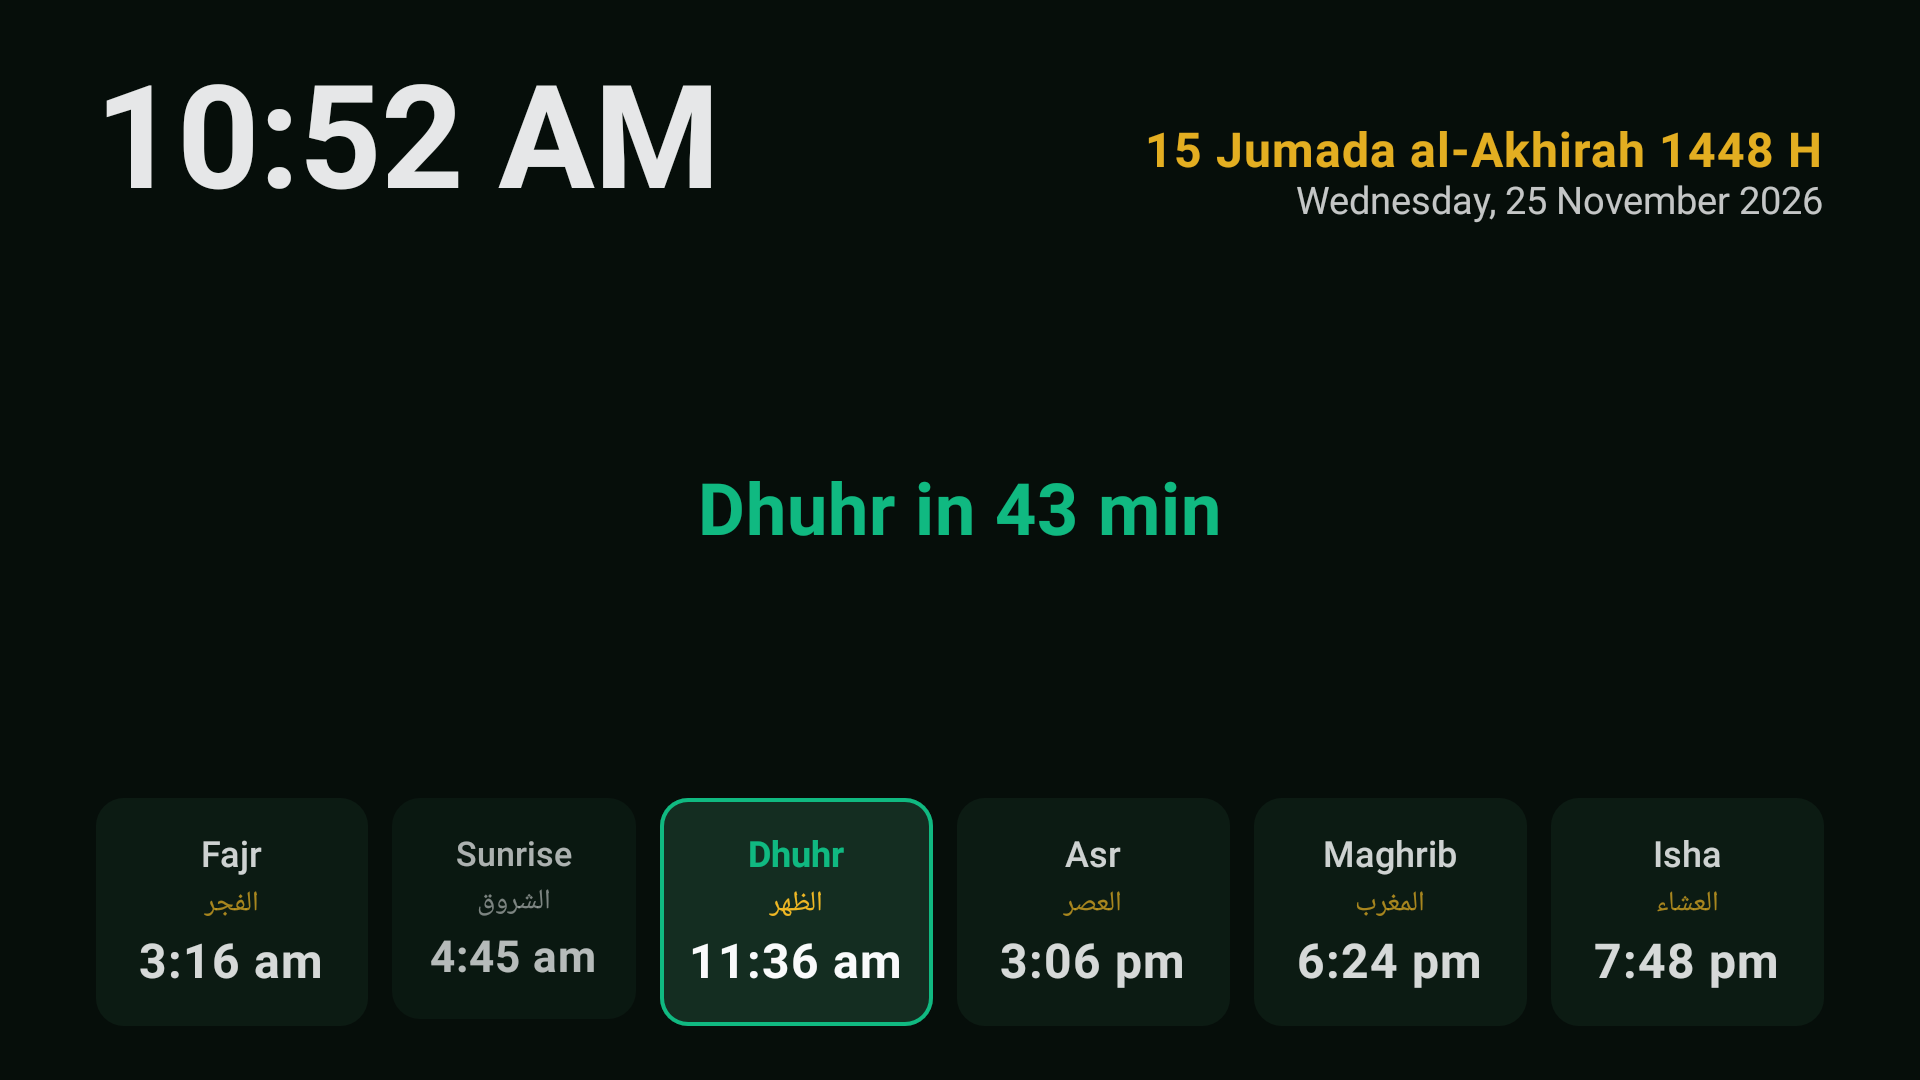 10:52 AM
15 Jumada al-Akhirah 1448 H
Wednesday, 25 November 2026
Dhuhr in 43 min
Fajr
الفجر
3:16 am
Sunrise
الشروق
4:45 am
Dhuhr
الظهر
11:36 am
Asr
العصر
3:06 pm
Maghrib
المغرب
6:24 pm
Isha
العشاء
7:48 pm